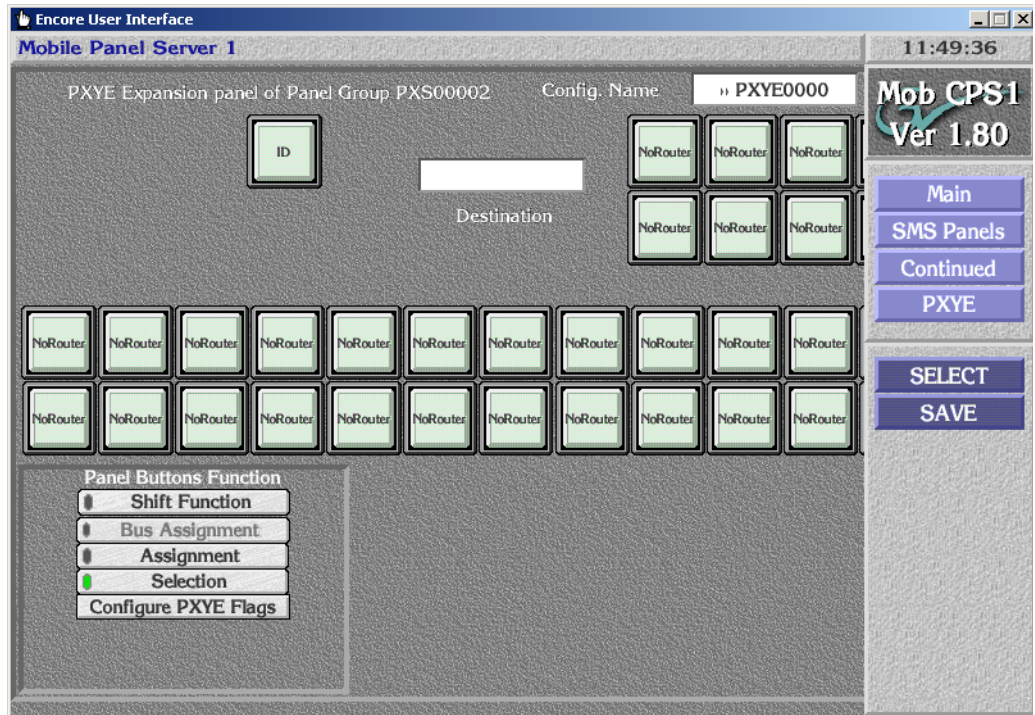 Encore User Interface
Mobile Panel Server 1
11:49:36
PXYE Expansion panel of Panel Group PXS00002 Config. Name PXYE0000
Mob CPS1
Ver 1.80
ID
NoRouter NoRouter NoRouter
Destination
NoRouter NoRouter NoRouter
Main
SMS Panels
Continued
PXYE
NoRouter NoRouter NoRouter NoRouter NoRouter NoRouter NoRouter NoRouter NoRouter NoRouter NoRouter
NoRouter NoRouter NoRouter NoRouter NoRouter NoRouter NoRouter NoRouter NoRouter NoRouter NoRouter
SELECT
SAVE
Panel Buttons Function
Shift Function
Bus Assignment
Assignment
Selection
Configure PXYE Flags